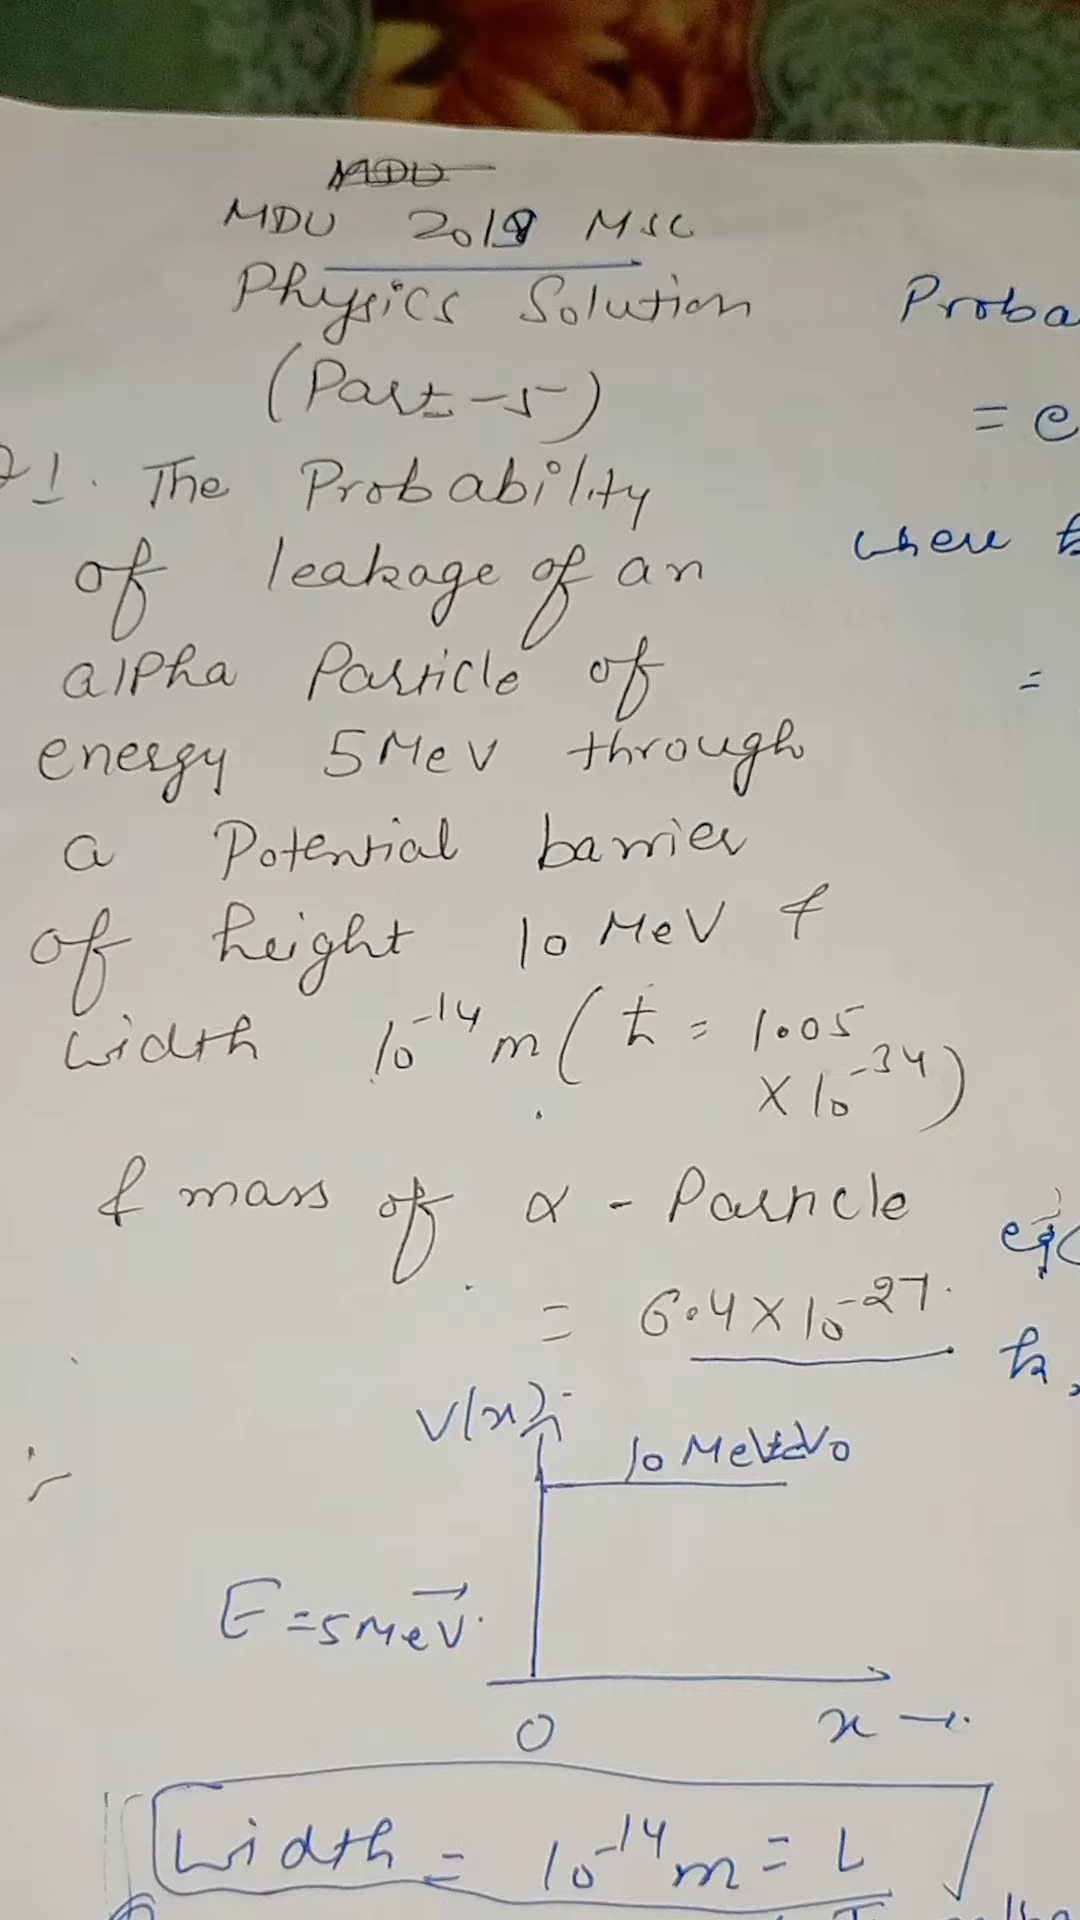 MDU
MDU 2018 MSC
Physics Solution
(Part-5)
1. The Probability
of leakage of an
alpha Particle of
energy 5MeV through
a Potential barrier
of height 10 MeV &
width 10^-14 m (ħ = 1.05
× 10^-34)
& mass of α - Particle
= 6.4×10^-27
V(x)
10 MeV=V0
E=5MeV
0 x →
Width = 10^-14 m = L
Proba
= e
where k
=
k